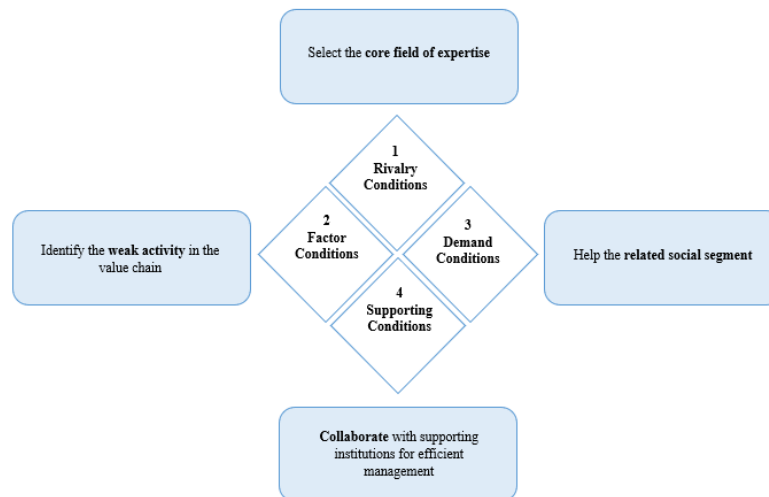 Select the core field of expertise
1
Rivalry
Conditions
2
Factor
Conditions
3
Demand
Conditions
Identify the weak activity in the
value chain
Help the related social segment
4
Supporting
Conditions
Collaborate with supporting
institutions for efficient
management